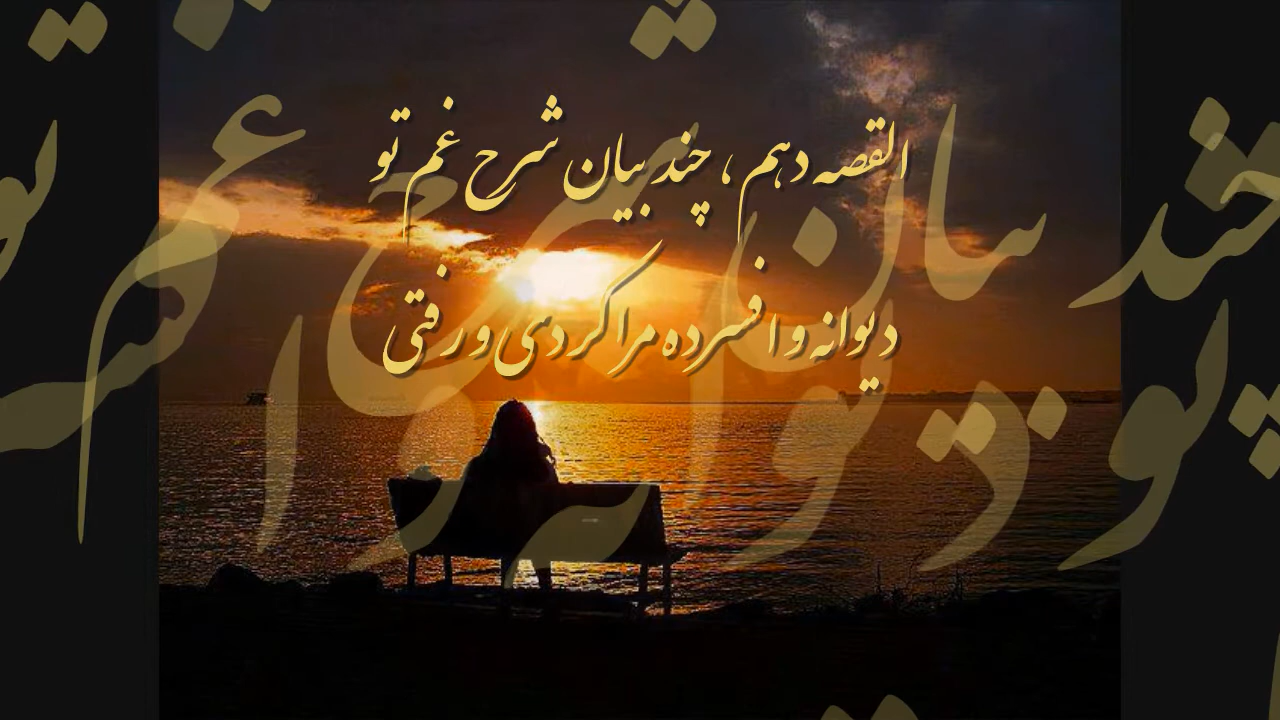 القصه دهم ، چند بیان شرح غم تو
دیوانه و افسرده مرا کردی و رفتی